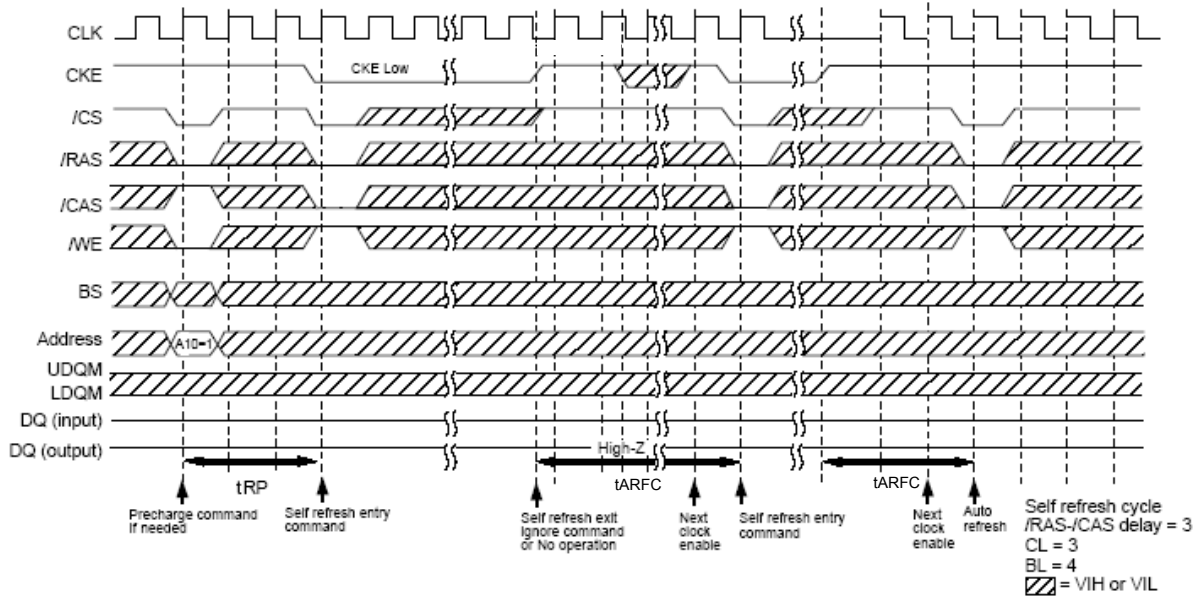 CLK
CKE
CKE Low
/CS
/RAS
/CAS
/WE
BS
Address
A10=1
UDQM
LDQM
DQ (input)
DQ (output)
High-Z
tRP
tARFC
tARFC
Precharge command
If needed
Self refresh entry
command
Self refresh exit
Ignore command
or No operation
Next
clock
enable
Self refresh entry
command
Next
clock
enable
Auto
refresh
Self refresh cycle
/RAS-/CAS delay = 3
CL = 3
BL = 4
= VIH or VIL